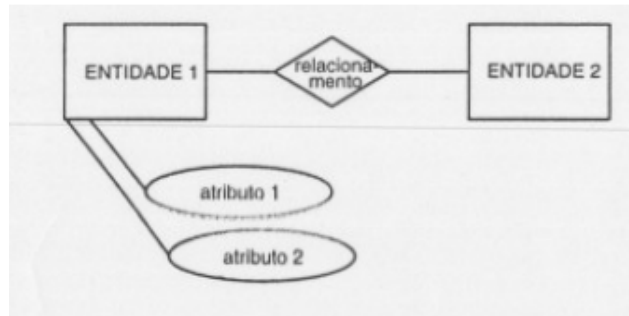 ENTIDADE 1
relaciona-
mento
ENTIDADE 2
atributo 1
atributo 2